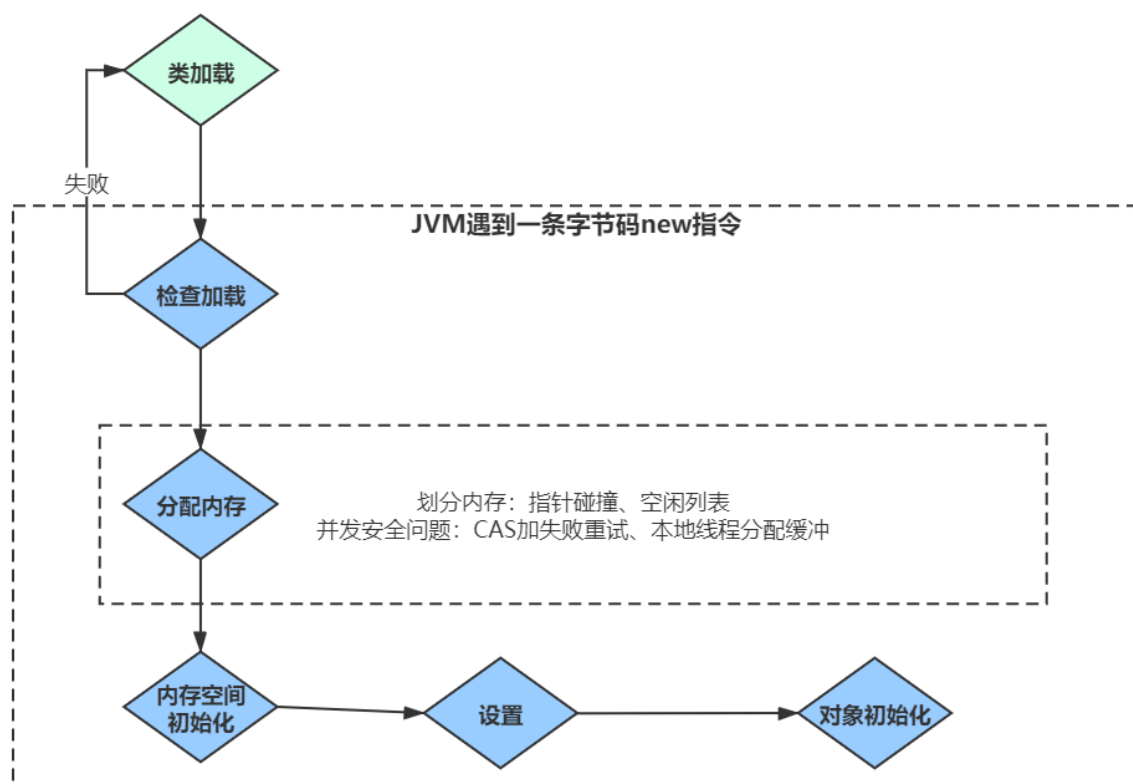 类加载
失败
JVM遇到一条字节码new指令
检查加载
分配内存
划分内存：指针碰撞、空闲列表
并发安全问题：CAS加失败重试、本地线程分配缓冲
内存空间
初始化
设置
对象初始化